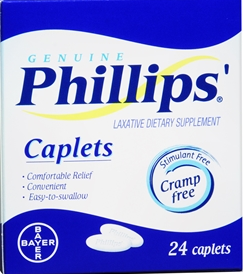 GENUINE
Phillips'®
LAXATIVE DIETARY SUPPLEMENT
Caplets
• Comfortable Relief
• Convenient
• Easy-to-swallow
Stimulant Free
Cramp
free
BAYER
BAYER
24 caplets